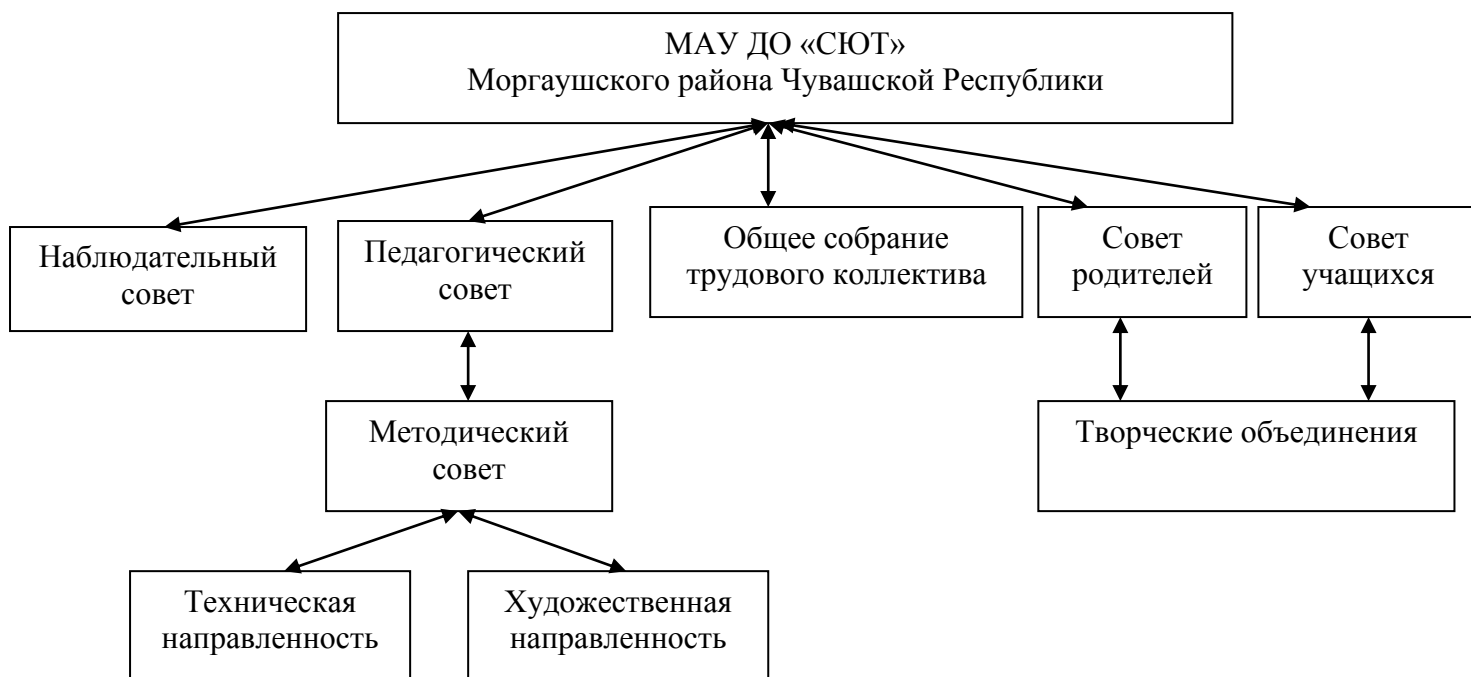 МАУ ДО «СЮТ»
Моргаушского района Чувашской Республики
Наблюдательный
совет
Педагогический
совет
Общее собрание
трудового коллектива
Совет
родителей
Совет
учащихся
Методический
совет
Творческие объединения
Техническая
направленность
Художественная
направленность